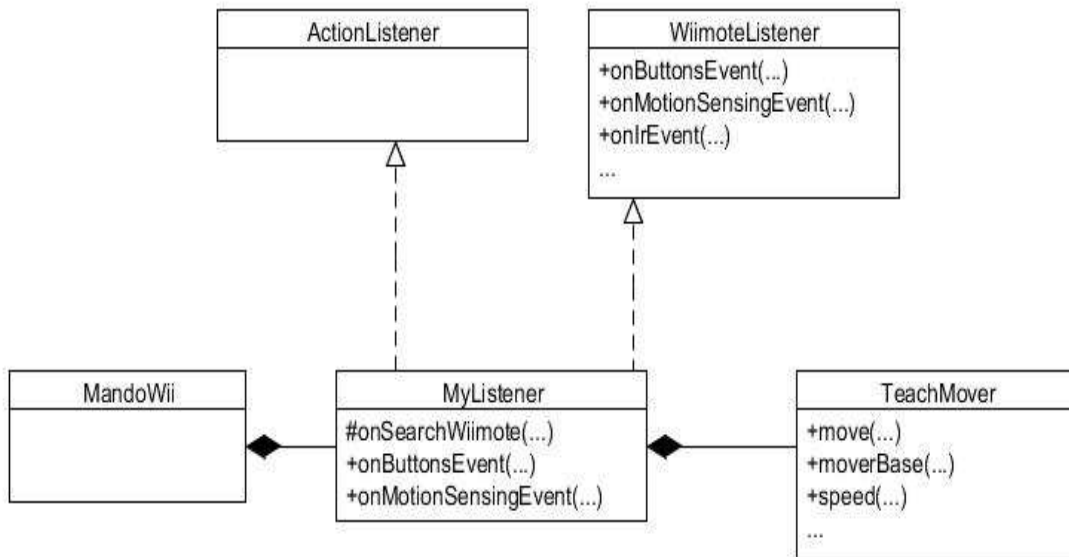 ActionListener
WiimoteListener
+onButtonsEvent(...)
+onMotionSensingEvent(...)
+onIrEvent(...)
...
MandoWii
MyListener
#onSearchWiimote(...)
+onButtonsEvent(...)
+onMotionSensingEvent(...)
TeachMover
+move(...)
+moverBase(...)
+speed(...)
...